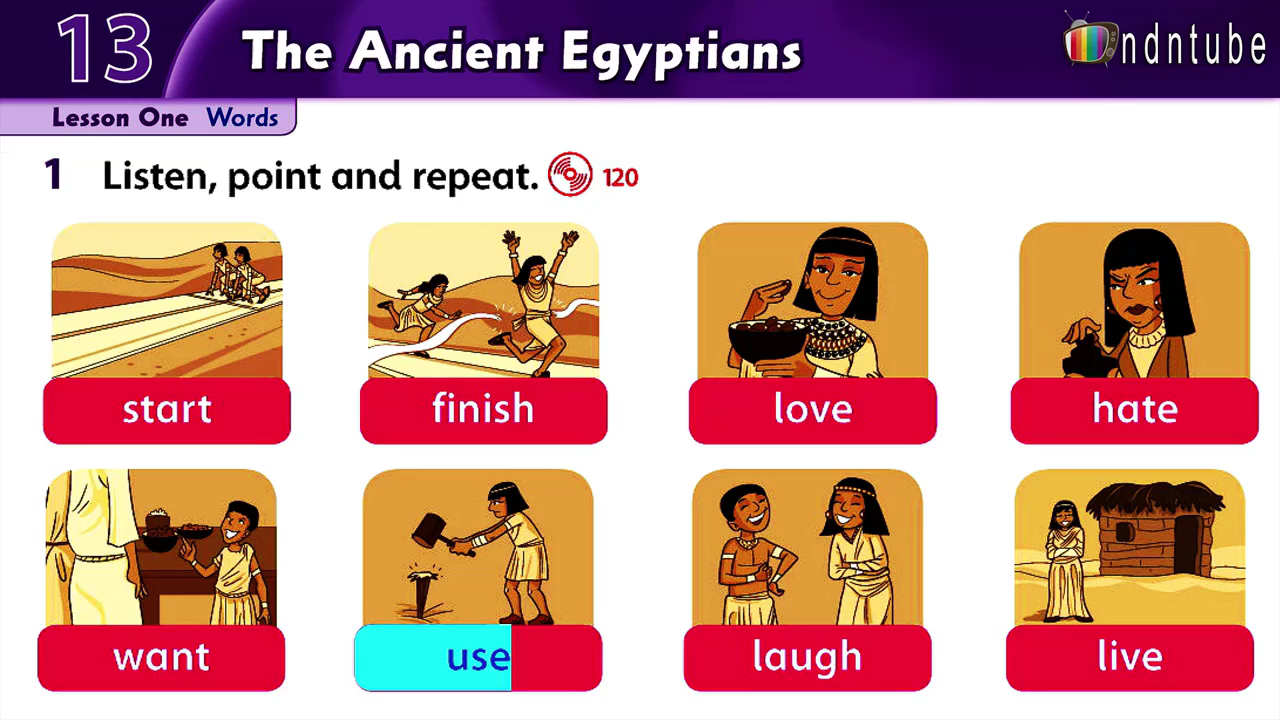 13 The Ancient Egyptians
ndntube
Lesson One Words
1 Listen, point and repeat. 120
start finish love hate
want use laugh live